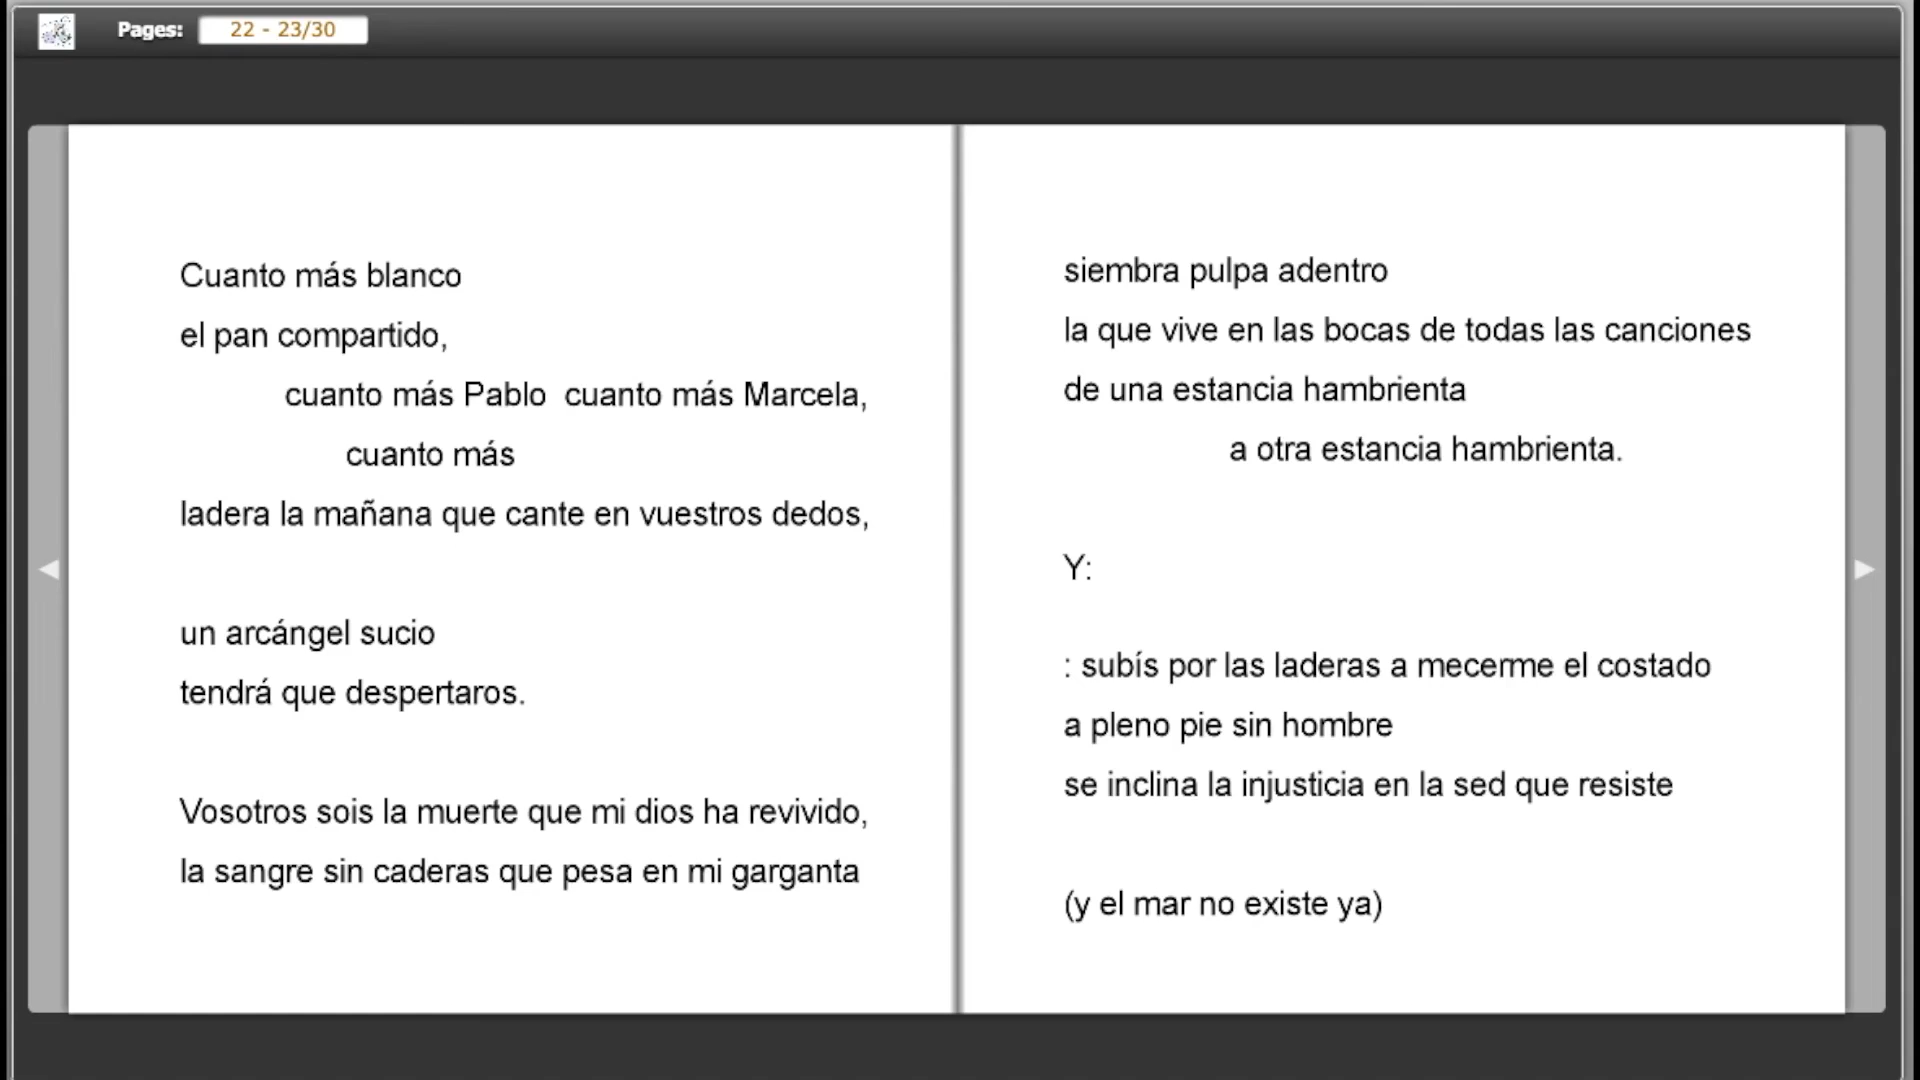 Pages: 22 - 23/30
Cuanto más blanco
el pan compartido,
cuanto más Pablo  cuanto más Marcela,
cuanto más
ladera la mañana que cante en vuestros dedos,
un arcángel sucio
tendrá que despertaros.
Vosotros sois la muerte que mi dios ha revivido,
la sangre sin caderas que pesa en mi garganta
siembra pulpa adentro
la que vive en las bocas de todas las canciones
de una estancia hambrienta
a otra estancia hambrienta.
Y:
: subís por las laderas a mecerme el costado
a pleno pie sin hombre
se inclina la injusticia en la sed que resiste
(y el mar no existe ya)